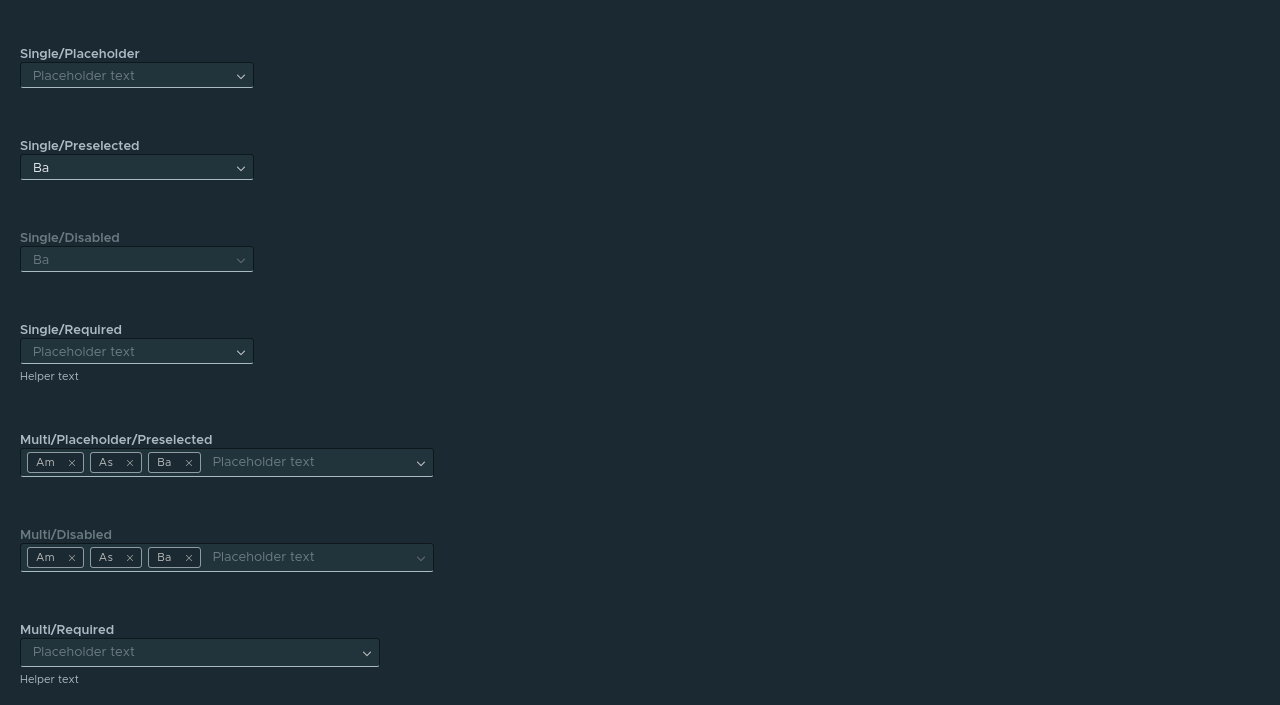 Single/Placeholder
Placeholder text
Single/Preselected
Ba
Single/Disabled
Ba
Single/Required
Placeholder text
Helper text
Multi/Placeholder/Preselected
Am As Ba Placeholder text
Multi/Disabled
Am As Ba Placeholder text
Multi/Required
Placeholder text
Helper text